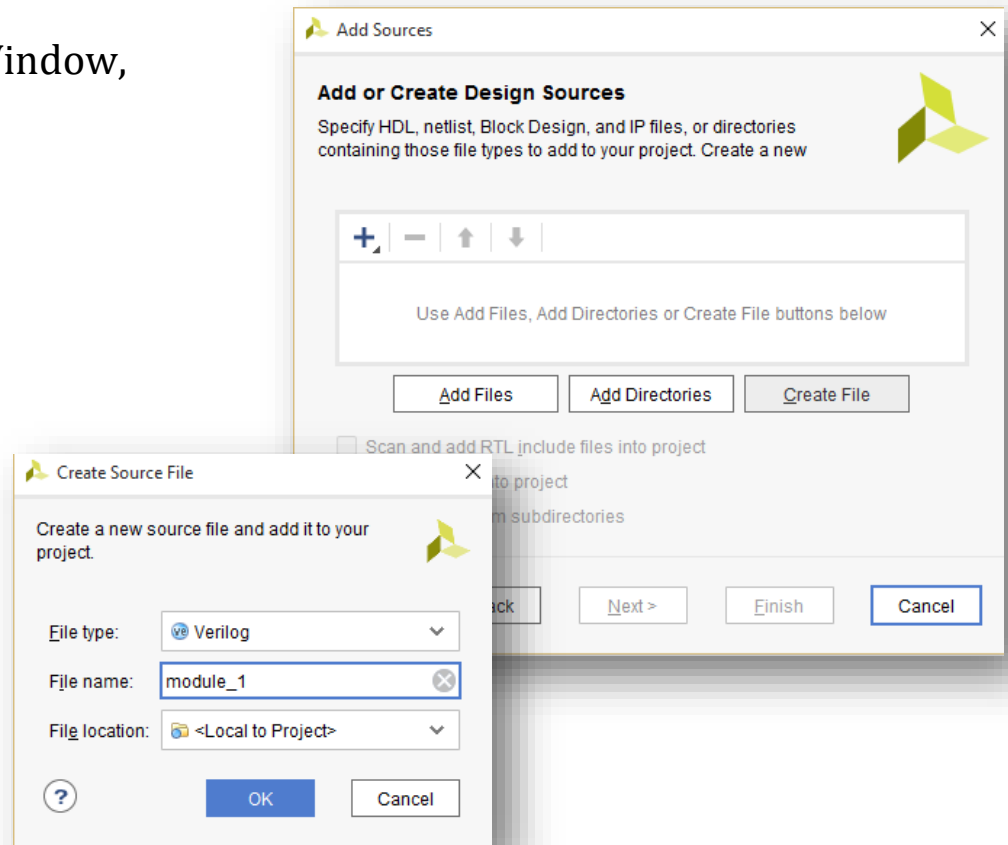 Window,
Add Sources
Add or Create Design Sources
Specify HDL, netlist, Block Design, and IP files, or directories
containing those file types to add to your project. Create a new
Use Add Files, Add Directories or Create File buttons below
Add Files
Add Directories
Create File
Scan and add RTL include files into project
to project
subdirectories
Next >
Finish
Cancel
Create Source File
Create a new source file and add it to your
project.
File type:
Verilog
File name:
module_1
File location:
<Local to Project>
?
OK
Cancel